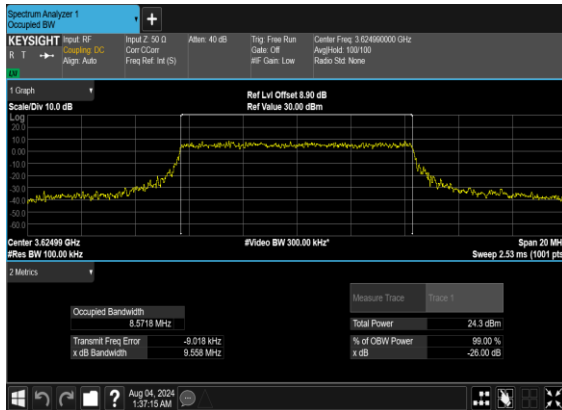 Spectrum Analyzer 1
Occupied BW
+
KEYSIGHT Input: RF Input Z: 50 Ω Atten: 40 dB Trig: Free Run Center Freq: 3.624990000 GHz
R T Coupling: DC Corr CCorr Gate: Off Avg|Hold: 100/100
Align: Auto Freq Ref: Int (S) #IF Gain: Low Radio Std: None
1 Graph
Scale/Div 10.0 dB Ref Lvl Offset 8.90 dB
Ref Value 30.00 dBm
Log
20.0
10.0
0.00
-10.0
-20.0
-30.0
-40.0
-50.0
-60.0
Center 3.62499 GHz #Video BW 300.00 kHz* Span 20 MH
#Res BW 100.00 kHz Sweep 2.53 ms (1001 pts
2 Metrics
Measure Trace Trace 1
Occupied Bandwidth
8.5718 MHz Total Power 24.3 dBm
Transmit Freq Error -9.018 kHz % of OBW Power 99.00 %
x dB Bandwidth 9.558 MHz x dB -26.00 dB
? Aug 04, 2024
1:37:15 AM